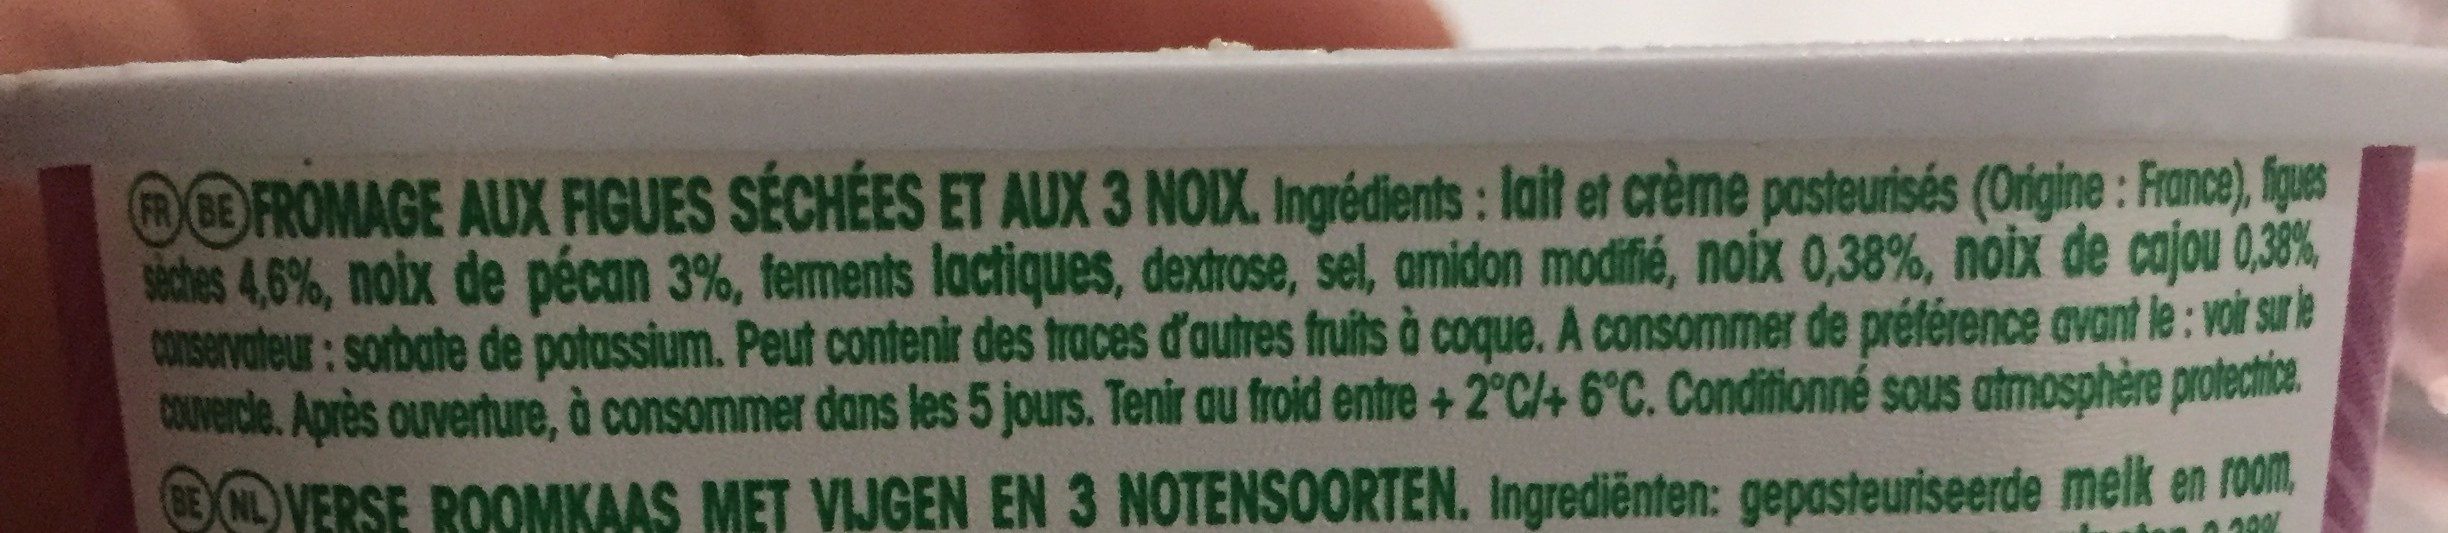 FR BE FROMAGE AUX FIGUES SÉCHÉES ET AUX 3 NOIX. Ingrédients : lait et crème pasteurisés (Origine : France), figues
sèches 4,6%, noix de pécan 3%, ferments lactiques, dextrose, sel, amidon modifié, noix 0,38%, noix de cajou 0,38%,
conservateur : sorbate de potassium. Peut contenir des traces d'autres fruits à coque. A consommer de préférence avant le : voir sur le
couvercle. Après ouverture, à consommer dans les 5 jours. Tenir au froid entre + 2°C/+ 6°C. Conditionné sous atmosphère protectrice.
BE NL VERSE ROOMKAAS MET VIJGEN EN 3 NOTENSOORTEN. Ingrediënten: gepasteuriseerde melk en room,